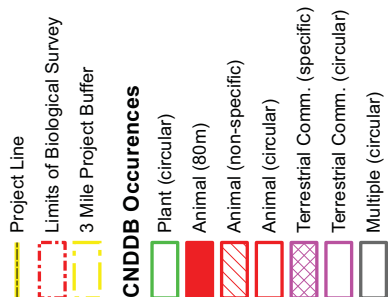 Project Line
Limits of Biological Survey
3 Mile Project Buffer
CNDDB Occurences
Plant (circular)
Animal (80m)
Animal (non-specific)
Animal (circular)
Terrestrial Comm. (specific)
Terrestrial Comm. (circular)
Multiple (circular)